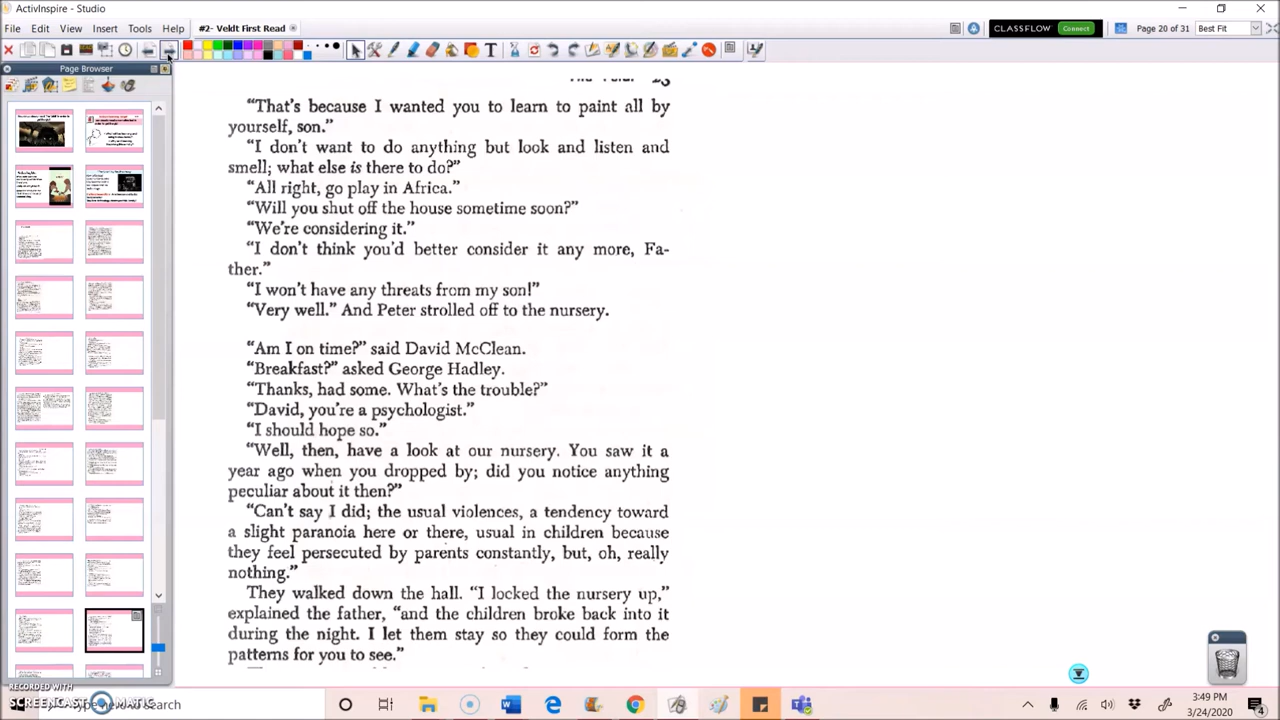 ActivInspire - Studio
File Edit View Insert Tools Help #2- Veldt First Read CLASSFLOW Connect Page 20 of 31 Best Fit
Page Browser
“That’s because I wanted you to learn to paint all by
yourself, son.”
“I don’t want to do anything but look and listen and
smell; what else is there to do?”
“All right, go play in Africa.”
“Will you shut off the house sometime soon?”
“We’re considering it.”
“I don’t think you’d better consider it any more, Fa-
ther.”
“I won’t have any threats from my son!”
“Very well.” And Peter strolled off to the nursery.
“Am I on time?” said David McClean.
“Breakfast?” asked George Hadley.
“Thanks, had some. What’s the trouble?”
“David, you’re a psychologist.”
“I should hope so.”
“Well, then, have a look at our nursery. You saw it a
year ago when you dropped by; did you notice anything
peculiar about it then?”
“Can’t say I did; the usual violences, a tendency toward
a slight paranoia here or there, usual in children because
they feel persecuted by parents constantly, but, oh, really
nothing.”
They walked down the hall. “I locked the nursery up,”
explained the father, “and the children broke back into it
during the night. I let them stay so they could form the
patterns for you to see.”
RECORDED WITH
SCREENCAST MATIC
search
3:49 PM
3/24/2020
4